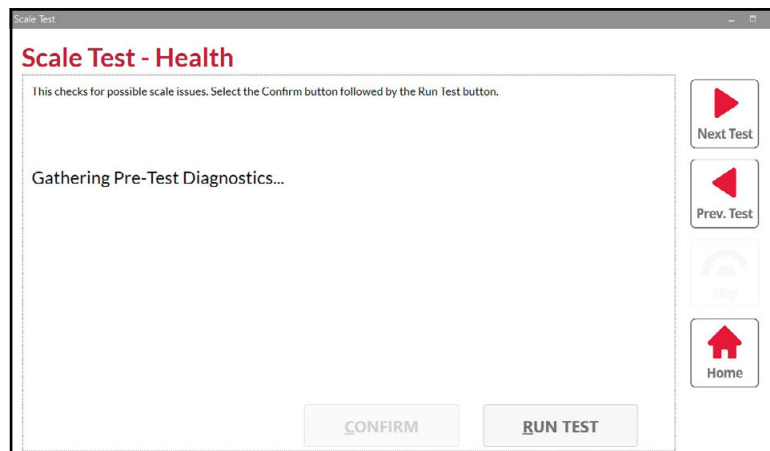 Scale Test
Scale Test - Health
This checks for possible scale issues. Select the Confirm button followed by the Run Test button.
Gathering Pre-Test Diagnostics...
CONFIRM
RUN TEST
Next Test
Prev. Test
Skip
Home